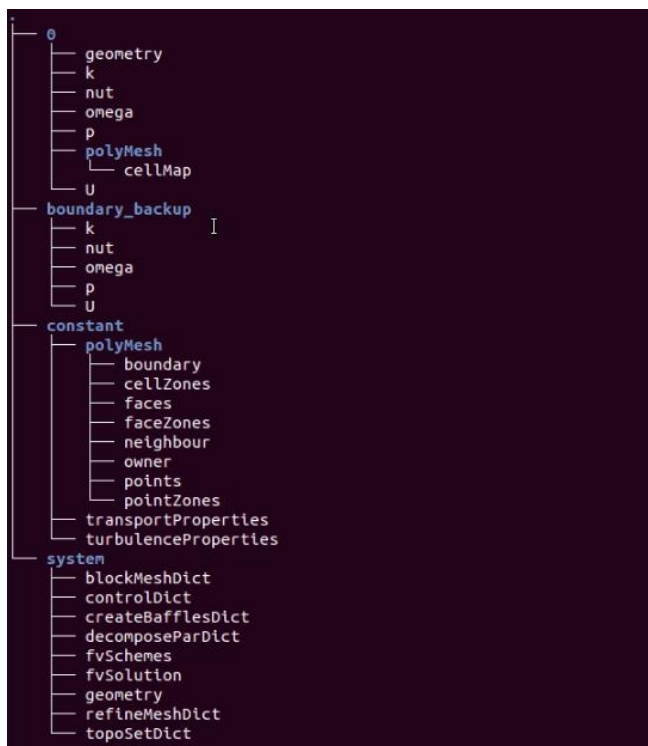 .
├── 0
│   ├── geometry
│   ├── k
│   ├── nut
│   ├── omega
│   ├── p
│   ├── polyMesh
│   │   └── cellMap
│   └── U
├── boundary_backup
│   ├── k
│   ├── nut
│   ├── omega
│   ├── p
│   └── U
├── constant
│   ├── polyMesh
│   │   ├── boundary
│   │   ├── cellZones
│   │   ├── faces
│   │   ├── faceZones
│   │   ├── neighbour
│   │   ├── owner
│   │   ├── points
│   │   └── pointZones
│   ├── transportProperties
│   └── turbulenceProperties
└── system
    ├── blockMeshDict
    ├── controlDict
    ├── createBafflesDict
    ├── decomposeParDict
    ├── fvSchemes
    ├── fvSolution
    ├── geometry
    ├── refineMeshDict
    └── topoSetDict